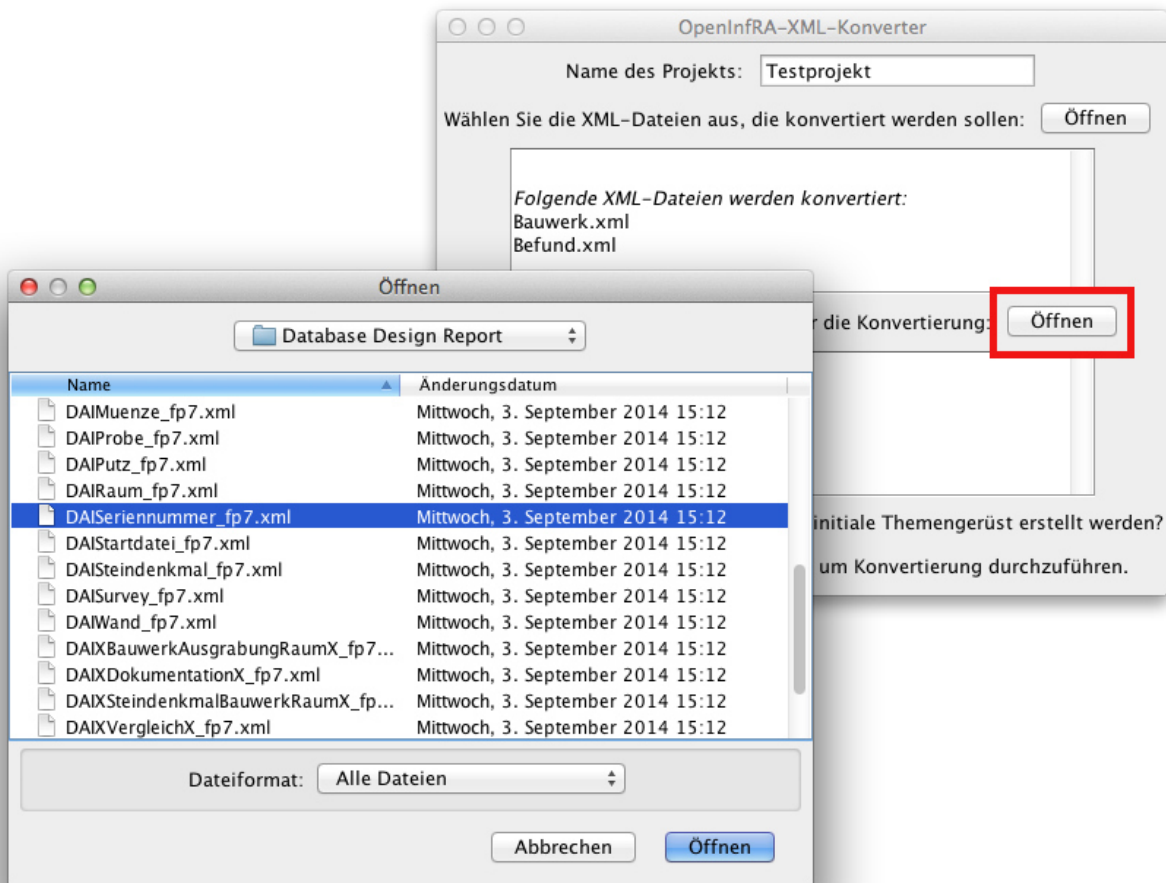 OpenInfRA-XML-Konverter
Name des Projekts: Testprojekt
Wählen Sie die XML-Dateien aus, die konvertiert werden sollen: Öffnen
Folgende XML-Dateien werden konvertiert:
Bauwerk.xml
Befund.xml
die Konvertierung: Öffnen
initiale Themengerüst erstellt werden?
um Konvertierung durchzuführen.
Öffnen
Database Design Report
Name Änderungsdatum
DAIMuenze_fp7.xml Mittwoch, 3. September 2014 15:12
DAIProbe_fp7.xml Mittwoch, 3. September 2014 15:12
DAIPutz_fp7.xml Mittwoch, 3. September 2014 15:12
DAIRaum_fp7.xml Mittwoch, 3. September 2014 15:12
DAISeriennummer_fp7.xml Mittwoch, 3. September 2014 15:12
DAIStartdatei_fp7.xml Mittwoch, 3. September 2014 15:12
DAISteindenkmal_fp7.xml Mittwoch, 3. September 2014 15:12
DAISurvey_fp7.xml Mittwoch, 3. September 2014 15:12
DAIWand_fp7.xml Mittwoch, 3. September 2014 15:12
DAIXBauwerkAusgrabungRaumX_fp7... Mittwoch, 3. September 2014 15:12
DAIXDokumentationX_fp7.xml Mittwoch, 3. September 2014 15:12
DAIXSteindenkmalBauwerkRaumX_fp... Mittwoch, 3. September 2014 15:12
DAIXVergleichX_fp7.xml Mittwoch, 3. September 2014 15:12
Dateiformat: Alle Dateien
Abbrechen Öffnen